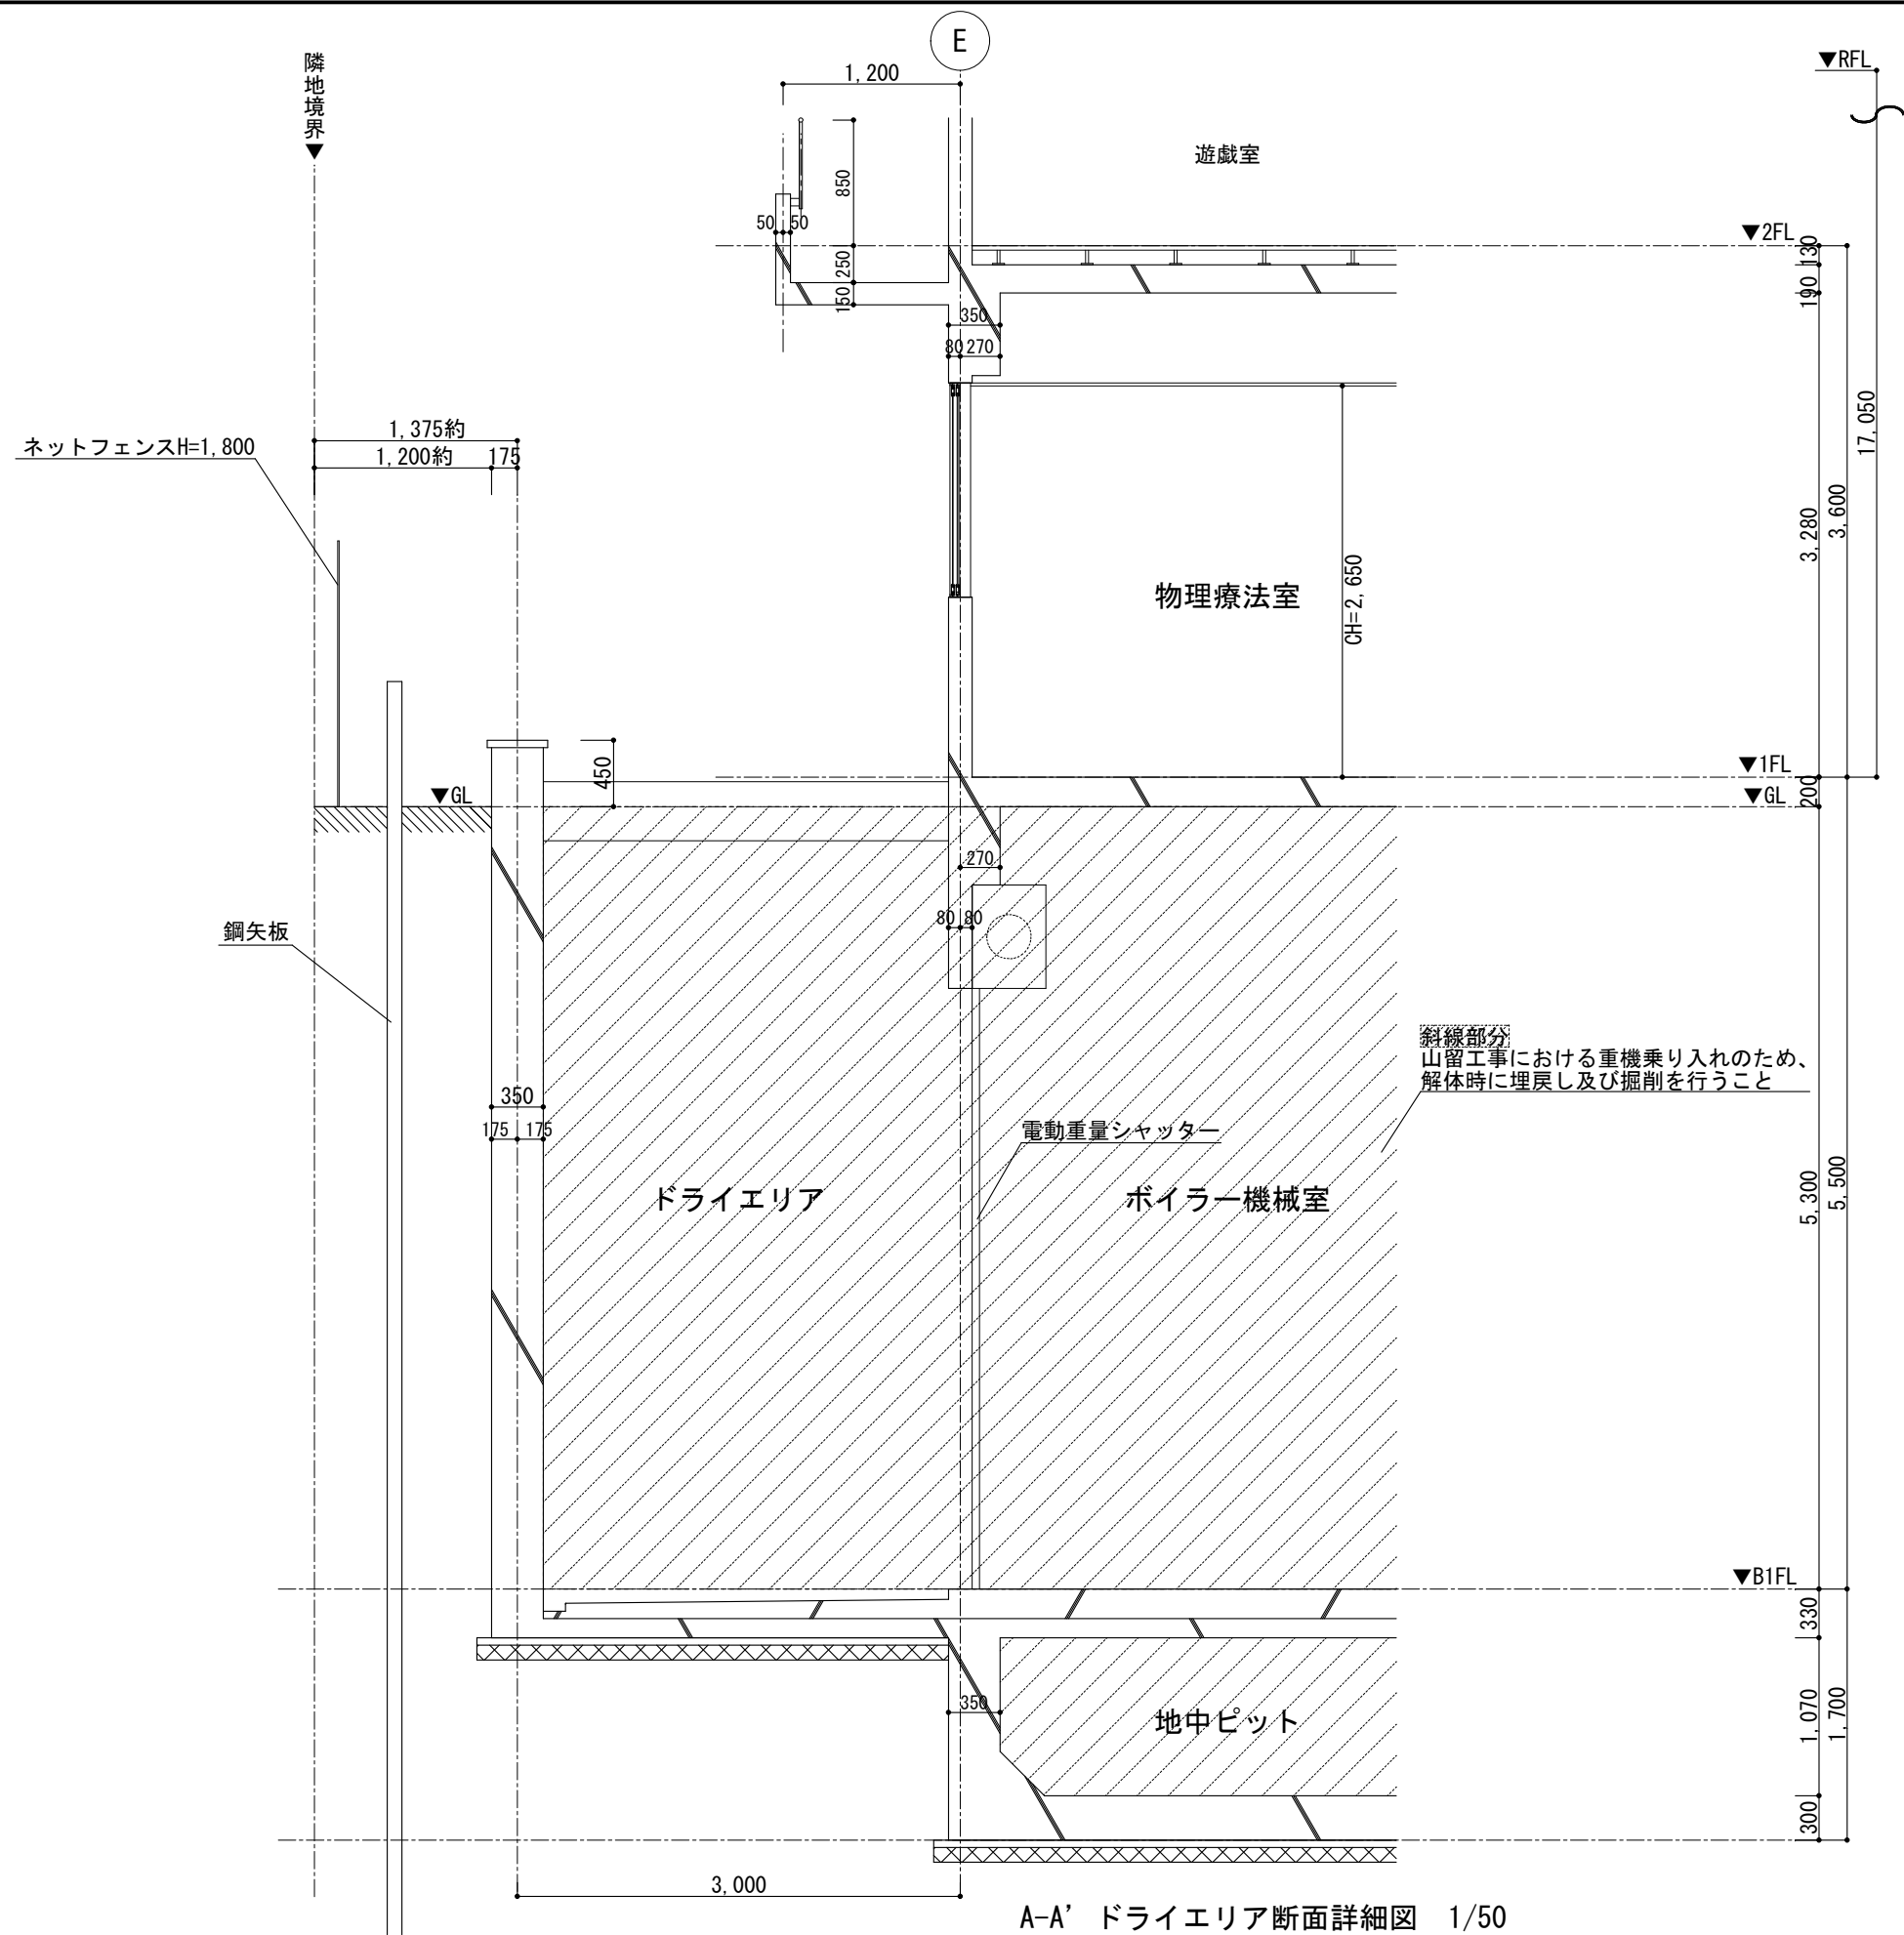 E
隣地境界▼
1,200
▼RFL
遊戯室
850
50 50
250
150
▼2FL
130
190
350
80 270
1,375約
1,200約 175
ネットフェンスH=1,800
17,050
3,600
3,280
CH=2,650
物理療法室
450
▼1FL
▼GL
▼GL
200
270
80 80
鋼矢板
斜線部分
山留工事における重機乗り入れのため、
解体時に埋戻し及び掘削を行うこと
350
175 175
電動重量シャッター
ドライエリア
ボイラー機械室
5,300
5,500
▼B1FL
330
350
地中ピット
1,070
1,700
300
3,000
A-A’ ドライエリア断面詳細図 1/50